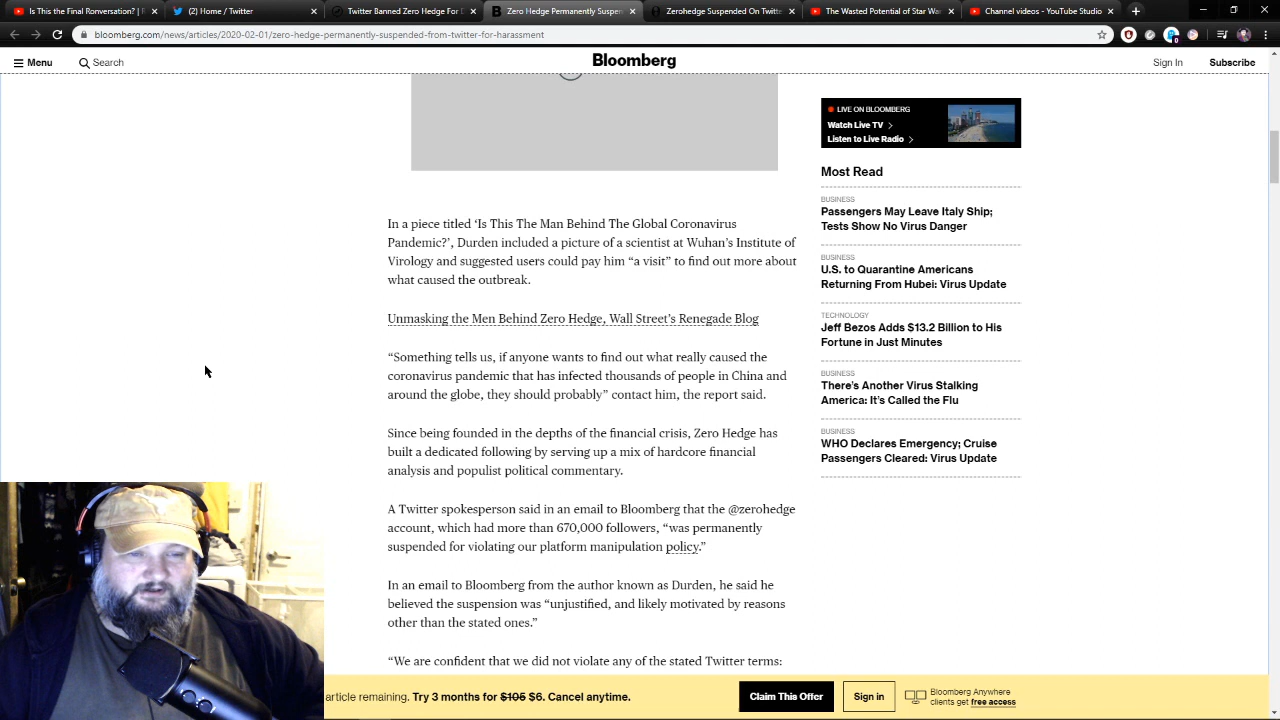 Is This the Final Conversation? | I
(2) Home / Twitter
Twitter Banned Zero Hedge For I
Zero Hedge Permanently Suspen
Zerohedge Suspended On Twitte
The Wasted Potential of Star Wa
Channel videos - YouTube Studio
bloomberg.com/news/articles/2020-02-01/zero-hedge-permanently-suspended-from-twitter-for-harassment
Menu
Search
Bloomberg
Sign In
Subscribe
In a piece titled ‘Is This The Man Behind The Global Coronavirus
Pandemic?’, Durden included a picture of a scientist at Wuhan’s Institute of
Virology and suggested users could pay him “a visit” to find out more about
what caused the outbreak.
Unmasking the Men Behind Zero Hedge, Wall Street’s Renegade Blog
“Something tells us, if anyone wants to find out what really caused the
coronavirus pandemic that has infected thousands of people in China and
around the globe, they should probably” contact him, the report said.
Since being founded in the depths of the financial crisis, Zero Hedge has
built a dedicated following by serving up a mix of hardcore financial
analysis and populist political commentary.
A Twitter spokesperson said in an email to Bloomberg that the @zerohedge
account, which had more than 670,000 followers, “was permanently
suspended for violating our platform manipulation policy.”
In an email to Bloomberg from the author known as Durden, he said he
believed the suspension was “unjustified, and likely motivated by reasons
other than the stated ones.”
“We are confident that we did not violate any of the stated Twitter terms:
LIVE ON BLOOMBERG
Watch Live TV
Listen to Live Radio
Most Read
BUSINESS
Passengers May Leave Italy Ship;
Tests Show No Virus Danger
BUSINESS
U.S. to Quarantine Americans
Returning From Hubei: Virus Update
TECHNOLOGY
Jeff Bezos Adds $13.2 Billion to His
Fortune in Just Minutes
BUSINESS
There’s Another Virus Stalking
America: It’s Called the Flu
BUSINESS
WHO Declares Emergency; Cruise
Passengers Cleared: Virus Update
article remaining. Try 3 months for $105 $6. Cancel anytime.
Claim This Offer
Sign in
Bloomberg Anywhere
clients get free access